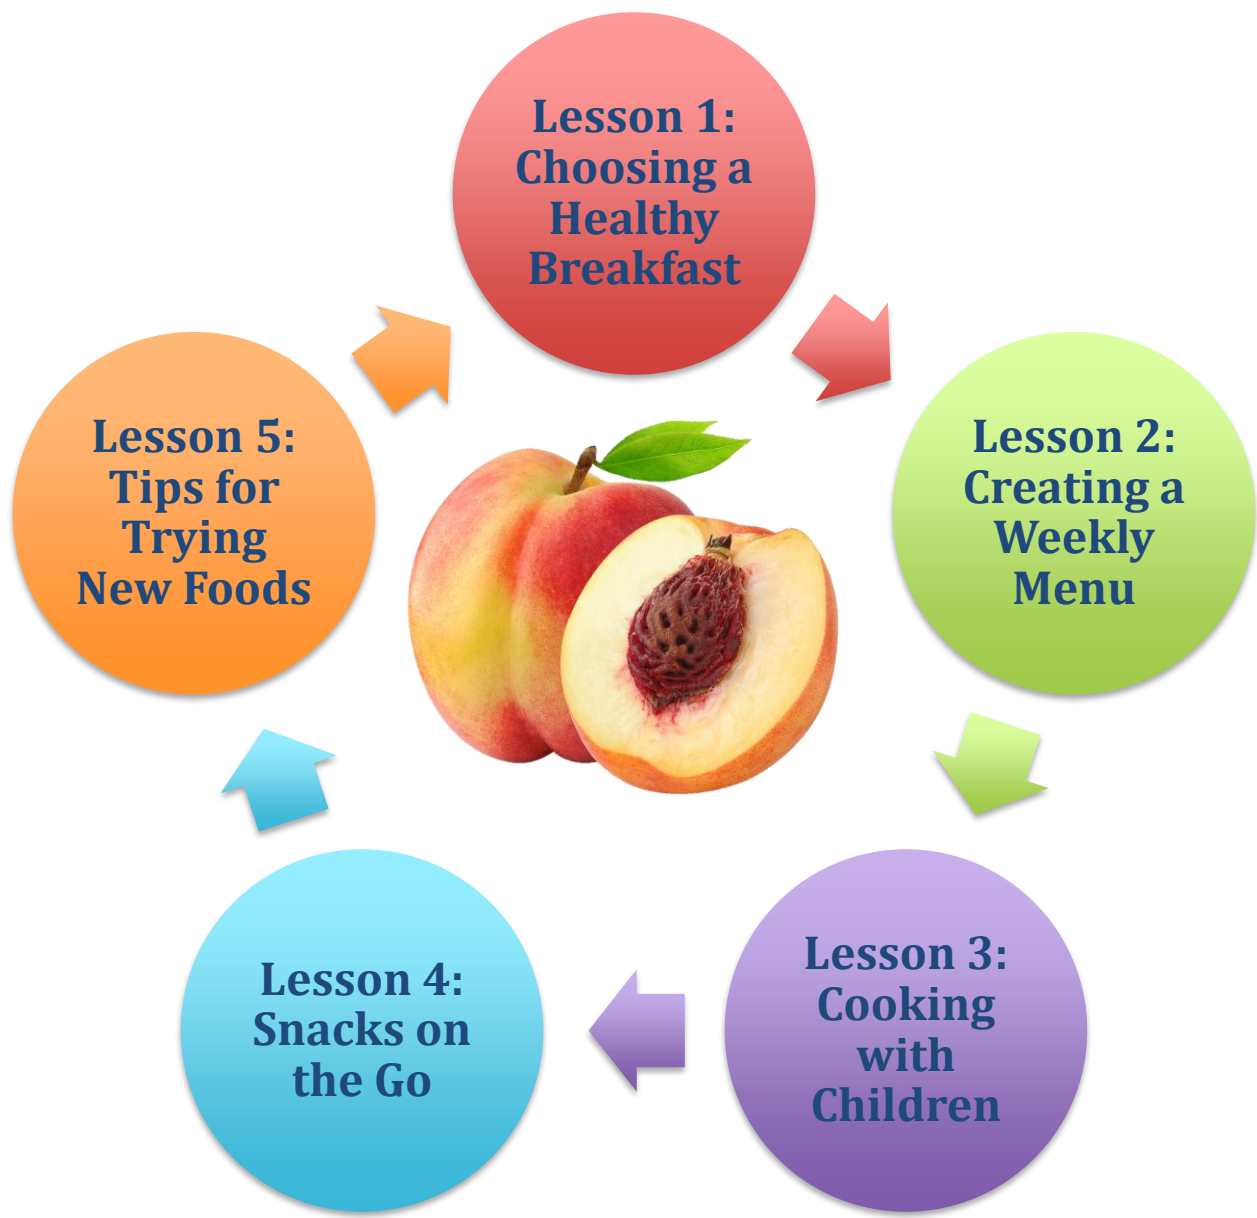 Lesson 1:
Choosing a
Healthy
Breakfast
Lesson 2:
Creating a
Weekly
Menu
Lesson 3:
Cooking
with
Children
Lesson 4:
Snacks on
the Go
Lesson 5:
Tips for
Trying
New Foods